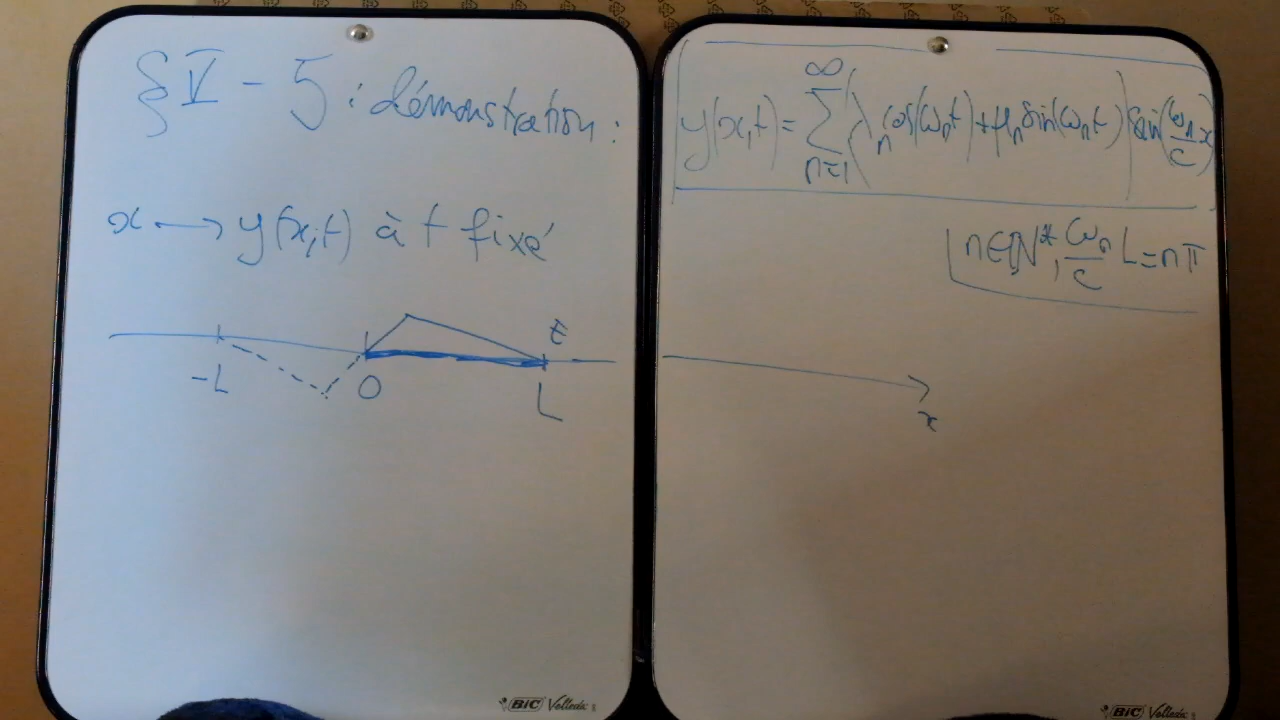 § V - 5 : démonstration :
x → y(x,t) à t fixé
E
-L 0 L
BIC Velleda
y(x,t) = ∑_{n=1}^{∞} (λ_n cos(ω_n t) + μ_n sin(ω_n t)) sin(ω_n/c x)
n∈ℕ*, ω_n/c L = nπ
x
BIC Velleda